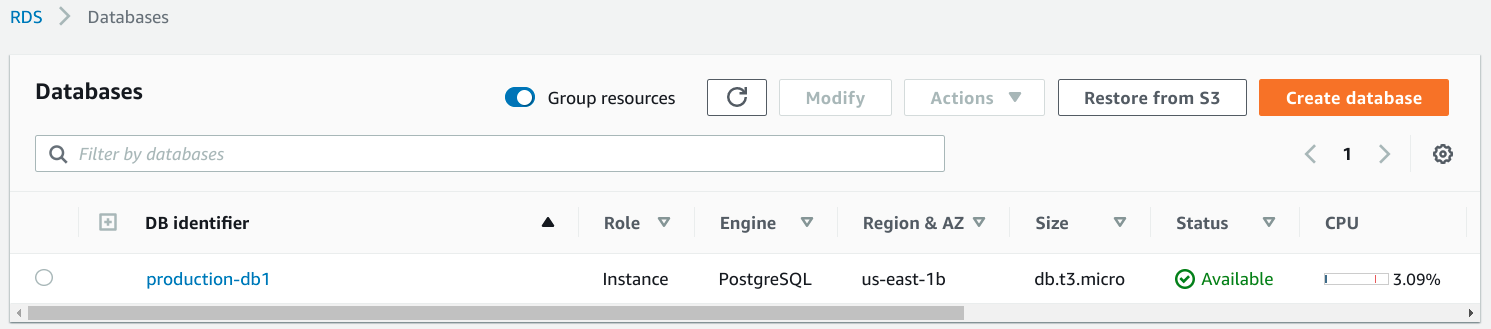 RDS > Databases
Databases
Group resources
Modify
Actions
Restore from S3
Create database
Filter by databases
1
DB identifier Role Engine Region & AZ Size Status CPU
production-db1 Instance PostgreSQL us-east-1b db.t3.micro Available 3.09%